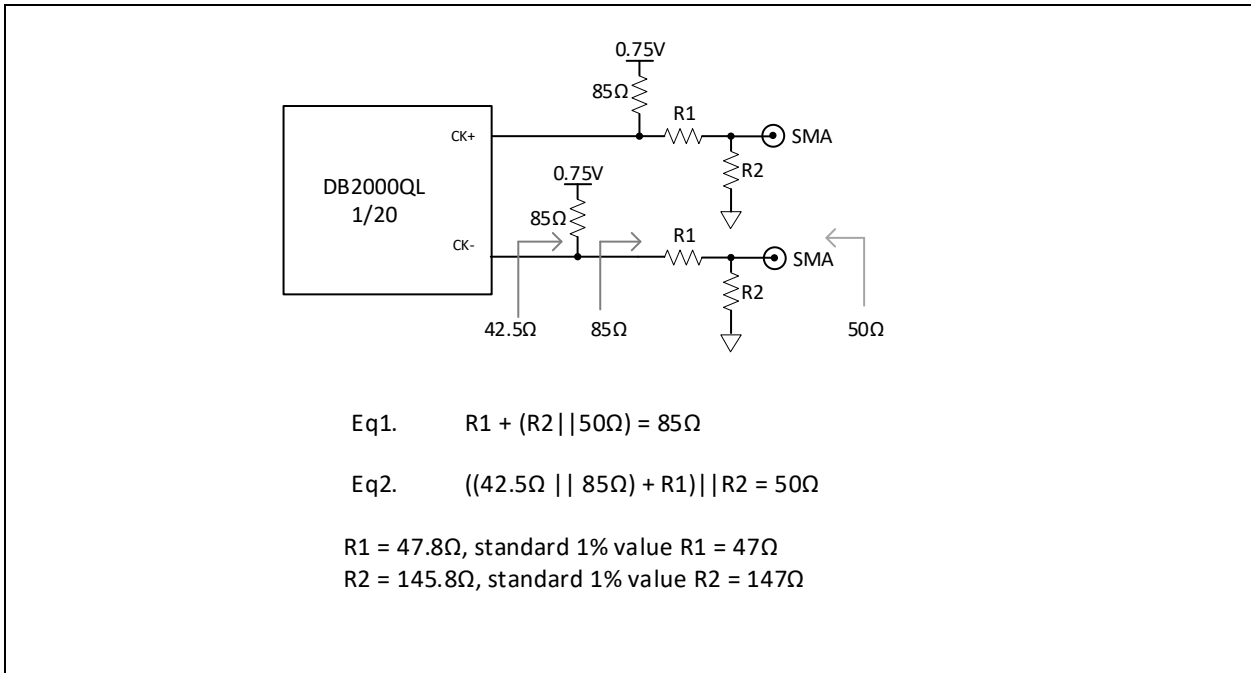 0.75V
85Ω
R1
CK+
SMA
R2
DB2000QL
1/20
0.75V
85Ω
R1
CK-
SMA
R2
42.5Ω
85Ω
50Ω
Eq1. R1 + (R2||50Ω) = 85Ω
Eq2. ((42.5Ω || 85Ω) + R1)||R2 = 50Ω
R1 = 47.8Ω, standard 1% value R1 = 47Ω
R2 = 145.8Ω, standard 1% value R2 = 147Ω